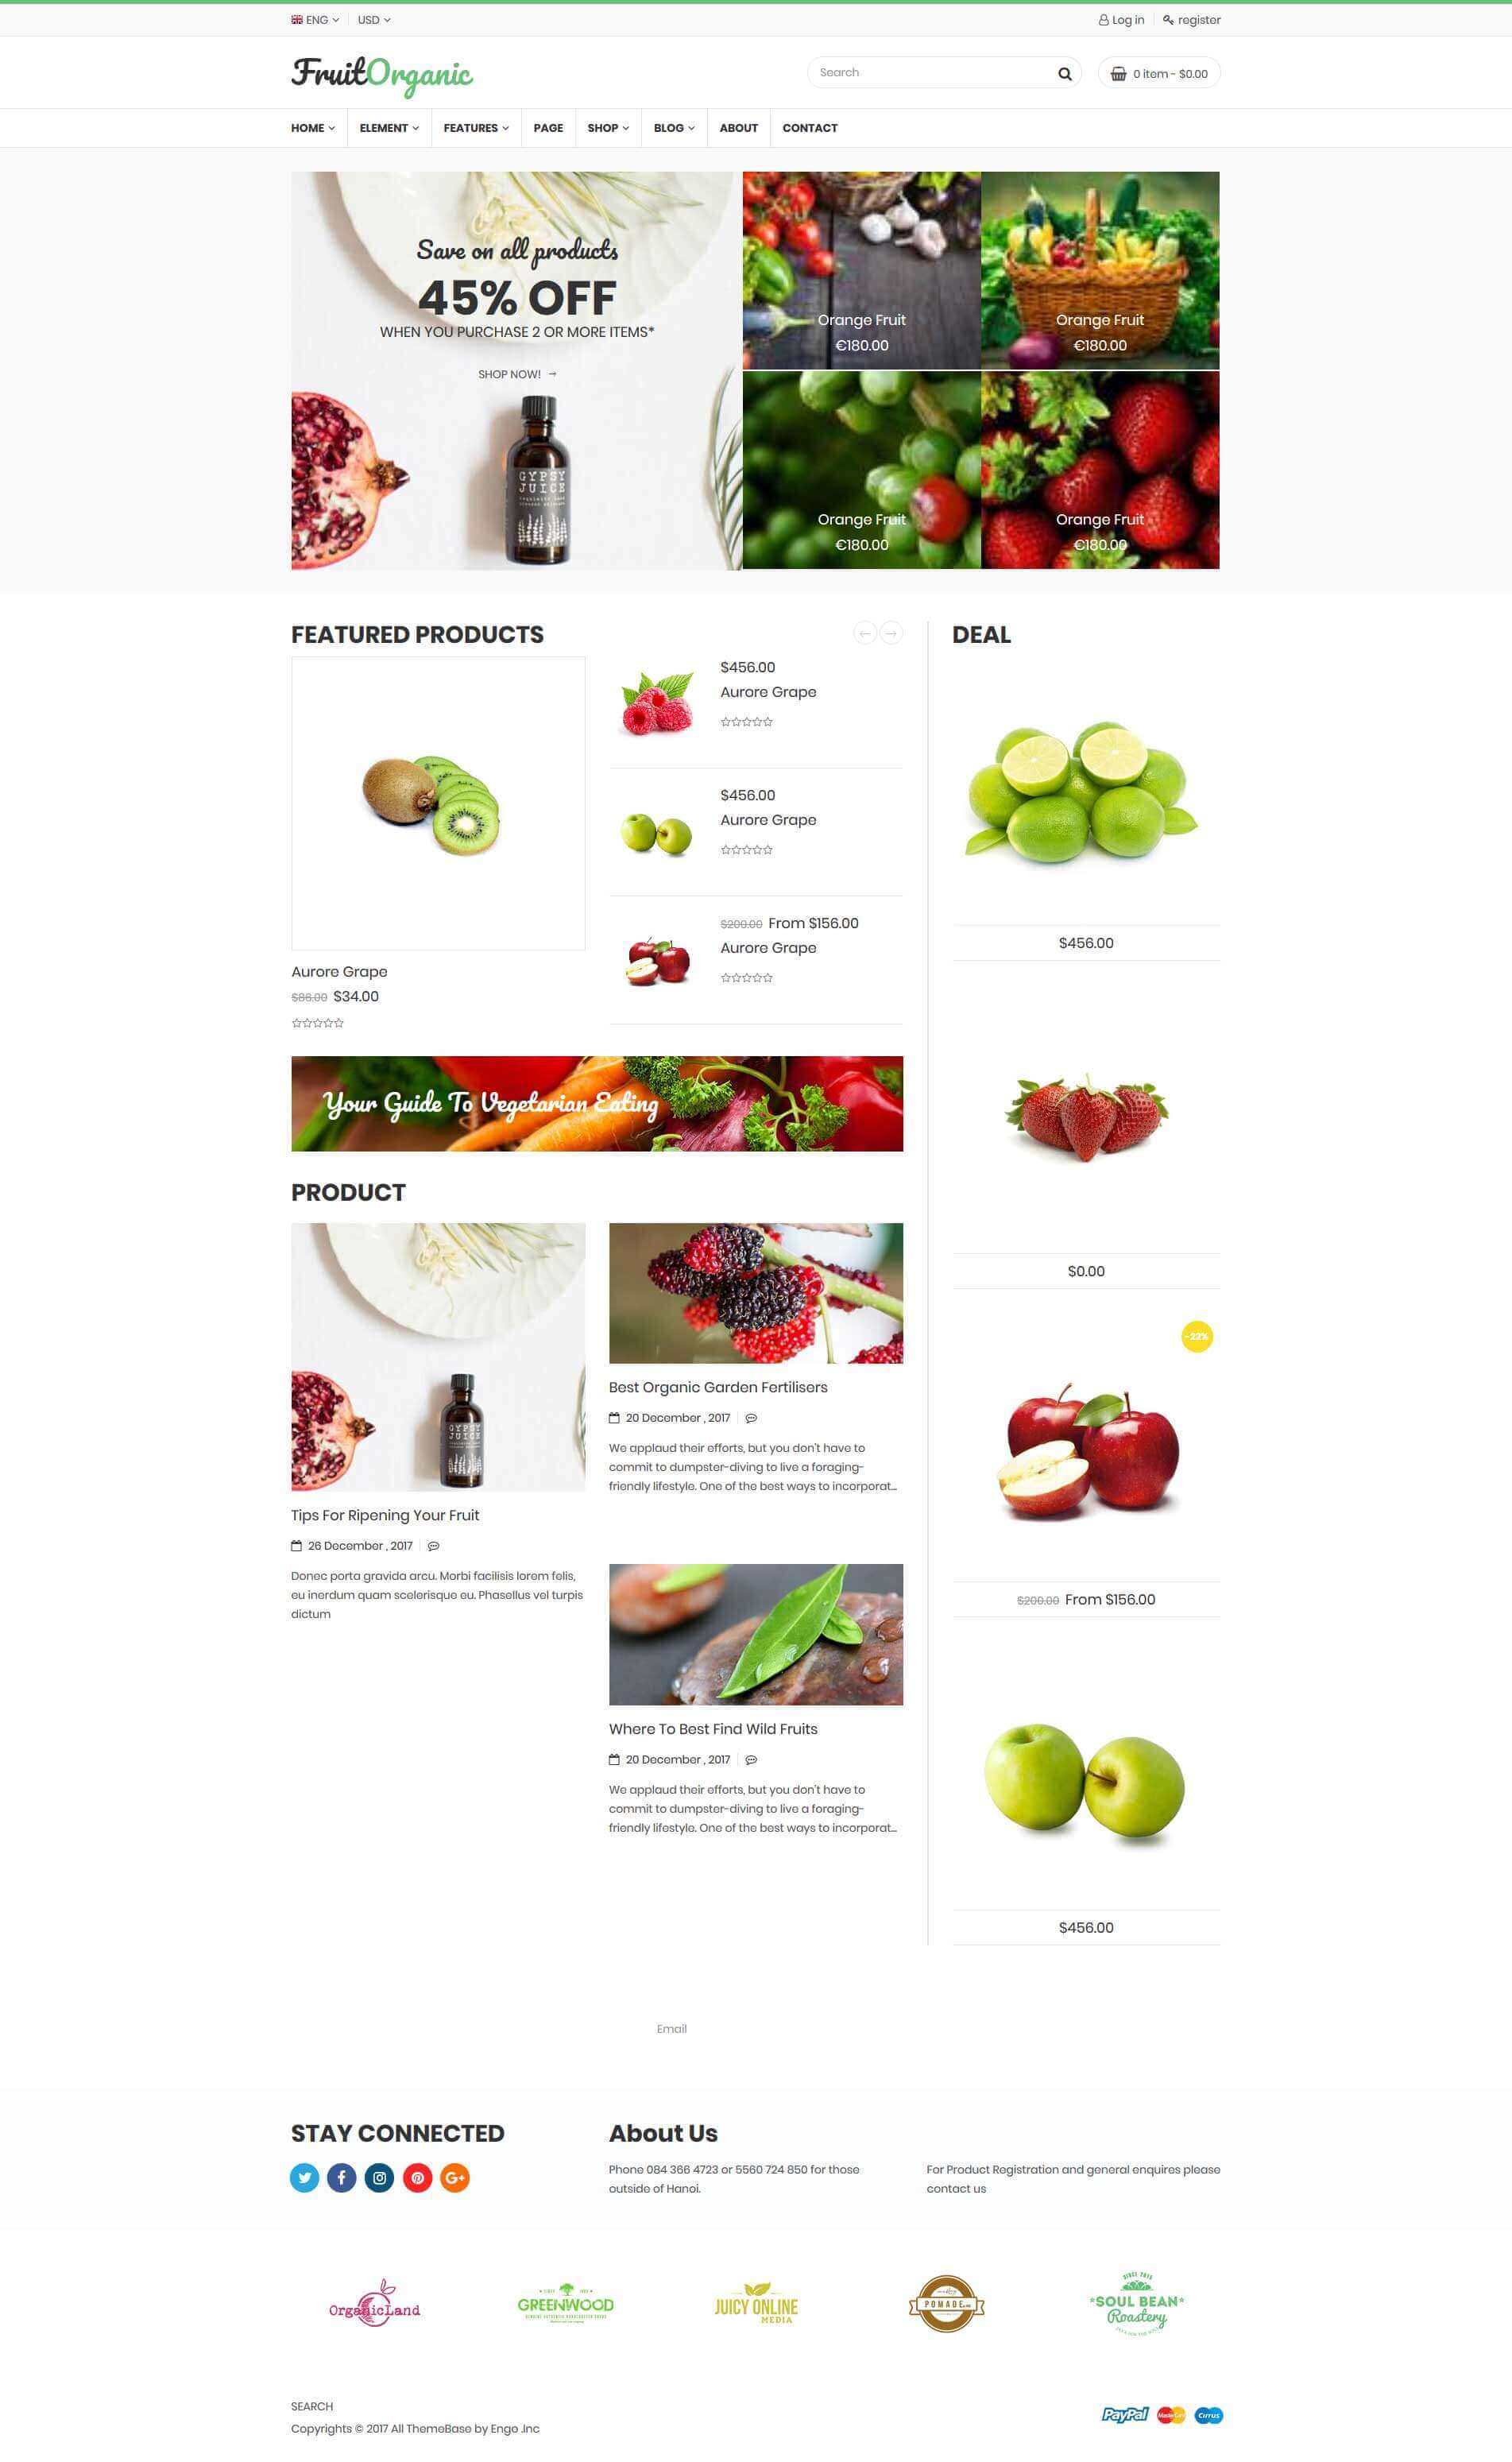 ENG USD Log in register
FruitOrganic
Search
0 item - $0.00
HOME ELEMENT FEATURES PAGE SHOP BLOG ABOUT CONTACT
Save on all products
45% OFF
WHEN YOU PURCHASE 2 OR MORE ITEMS*
SHOP NOW! →
GYPSY
JUICE
Orange Fruit
€180.00
Orange Fruit
€180.00
Orange Fruit
€180.00
Orange Fruit
€180.00
FEATURED PRODUCTS
Aurore Grape
$86.00 $34.00
$456.00
Aurore Grape
$456.00
Aurore Grape
$200.00 From $156.00
Aurore Grape
Your Guide To Vegetarian Eating
PRODUCT
GYPSY
JUICE
Tips For Ripening Your Fruit
26 December , 2017
Donec porta gravida arcu. Morbi facilisis lorem felis,
eu inerdum quam scelerisque eu. Phasellus vel turpis
dictum
Best Organic Garden Fertilisers
20 December , 2017
We applaud their efforts, but you don't have to
commit to dumpster-diving to live a foraging-
friendly lifestyle. One of the best ways to incorporat...
Where To Best Find Wild Fruits
20 December , 2017
We applaud their efforts, but you don't have to
commit to dumpster-diving to live a foraging-
friendly lifestyle. One of the best ways to incorporat...
DEAL
$456.00
$0.00
-22%
$200.00 From $156.00
$456.00
Email
STAY CONNECTED
About Us
Phone 084 366 4723 or 5560 724 850 for those
outside of Hanoi.
For Product Registration and general enquires please
contact us
OrganicLand
GREENWOOD
JUICY ONLINE
MEDIA
POMADE
*SOUL BEAN*
Roastery
SEARCH
Copyrights © 2017 All ThemeBase by Engo .Inc
PayPal MasterCard Cirrus